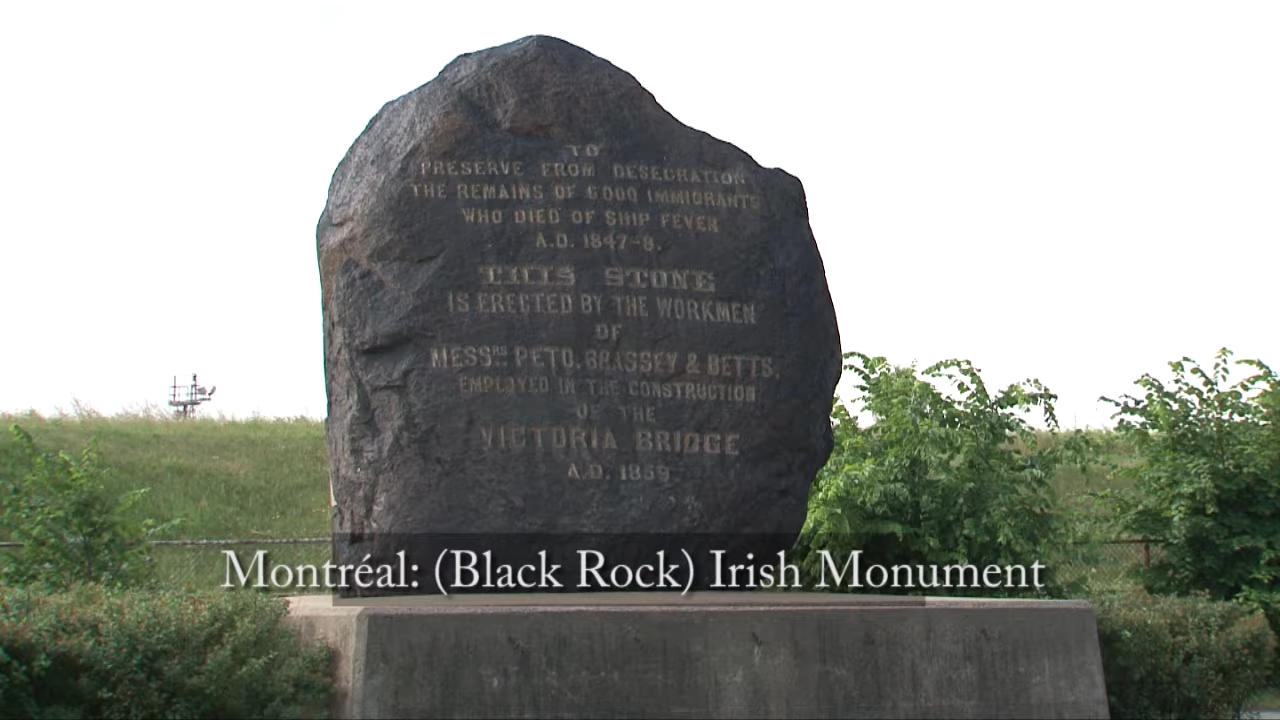 TO
PRESERVE FROM DESECRATION
THE REMAINS OF 6000 IMMIGRANTS
WHO DIED OF SHIP FEVER
A.D. 1847-8.
THIS STONE
IS ERECTED BY THE WORKMEN
OF
MESSRS PETO, BRASSEY & BETTS,
EMPLOYED IN THE CONSTRUCTION
OF THE
VICTORIA BRIDGE
A.D. 1859.
Montréal: (Black Rock) Irish Monument